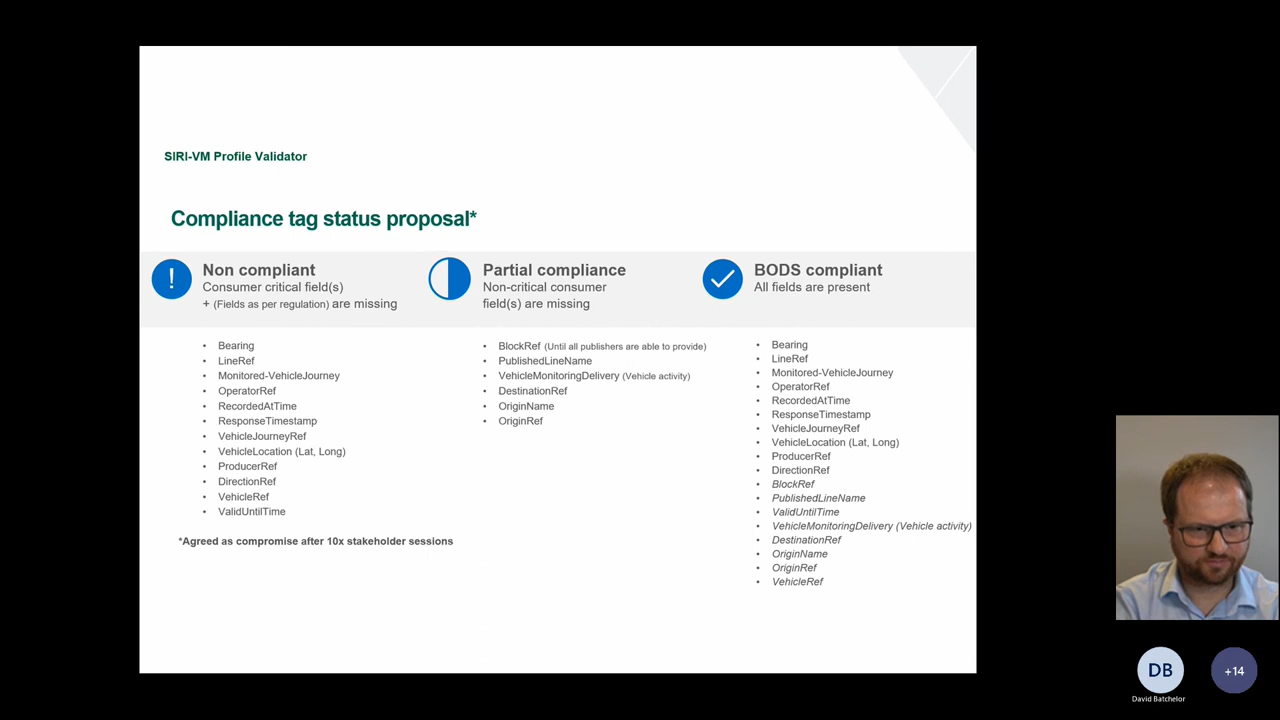 SIRI-VM Profile Validator
Compliance tag status proposal*
! Non compliant
Consumer critical field(s)
+ (Fields as per regulation) are missing
Partial compliance
Non-critical consumer
field(s) are missing
BODS compliant
All fields are present
• Bearing
• LineRef
• Monitored-VehicleJourney
• OperatorRef
• RecordedAtTime
• ResponseTimestamp
• VehicleJourneyRef
• VehicleLocation (Lat, Long)
• ProducerRef
• DirectionRef
• VehicleRef
• ValidUntilTime
*Agreed as compromise after 10x stakeholder sessions
• BlockRef (Until all publishers are able to provide)
• PublishedLineName
• VehicleMonitoringDelivery (Vehicle activity)
• DestinationRef
• OriginName
• OriginRef
• Bearing
• LineRef
• Monitored-VehicleJourney
• OperatorRef
• RecordedAtTime
• ResponseTimestamp
• VehicleJourneyRef
• VehicleLocation (Lat, Long)
• ProducerRef
• DirectionRef
• BlockRef
• PublishedLineName
• ValidUntilTime
• VehicleMonitoringDelivery (Vehicle activity)
• DestinationRef
• OriginName
• OriginRef
• VehicleRef
DB
David Batchelor
+14